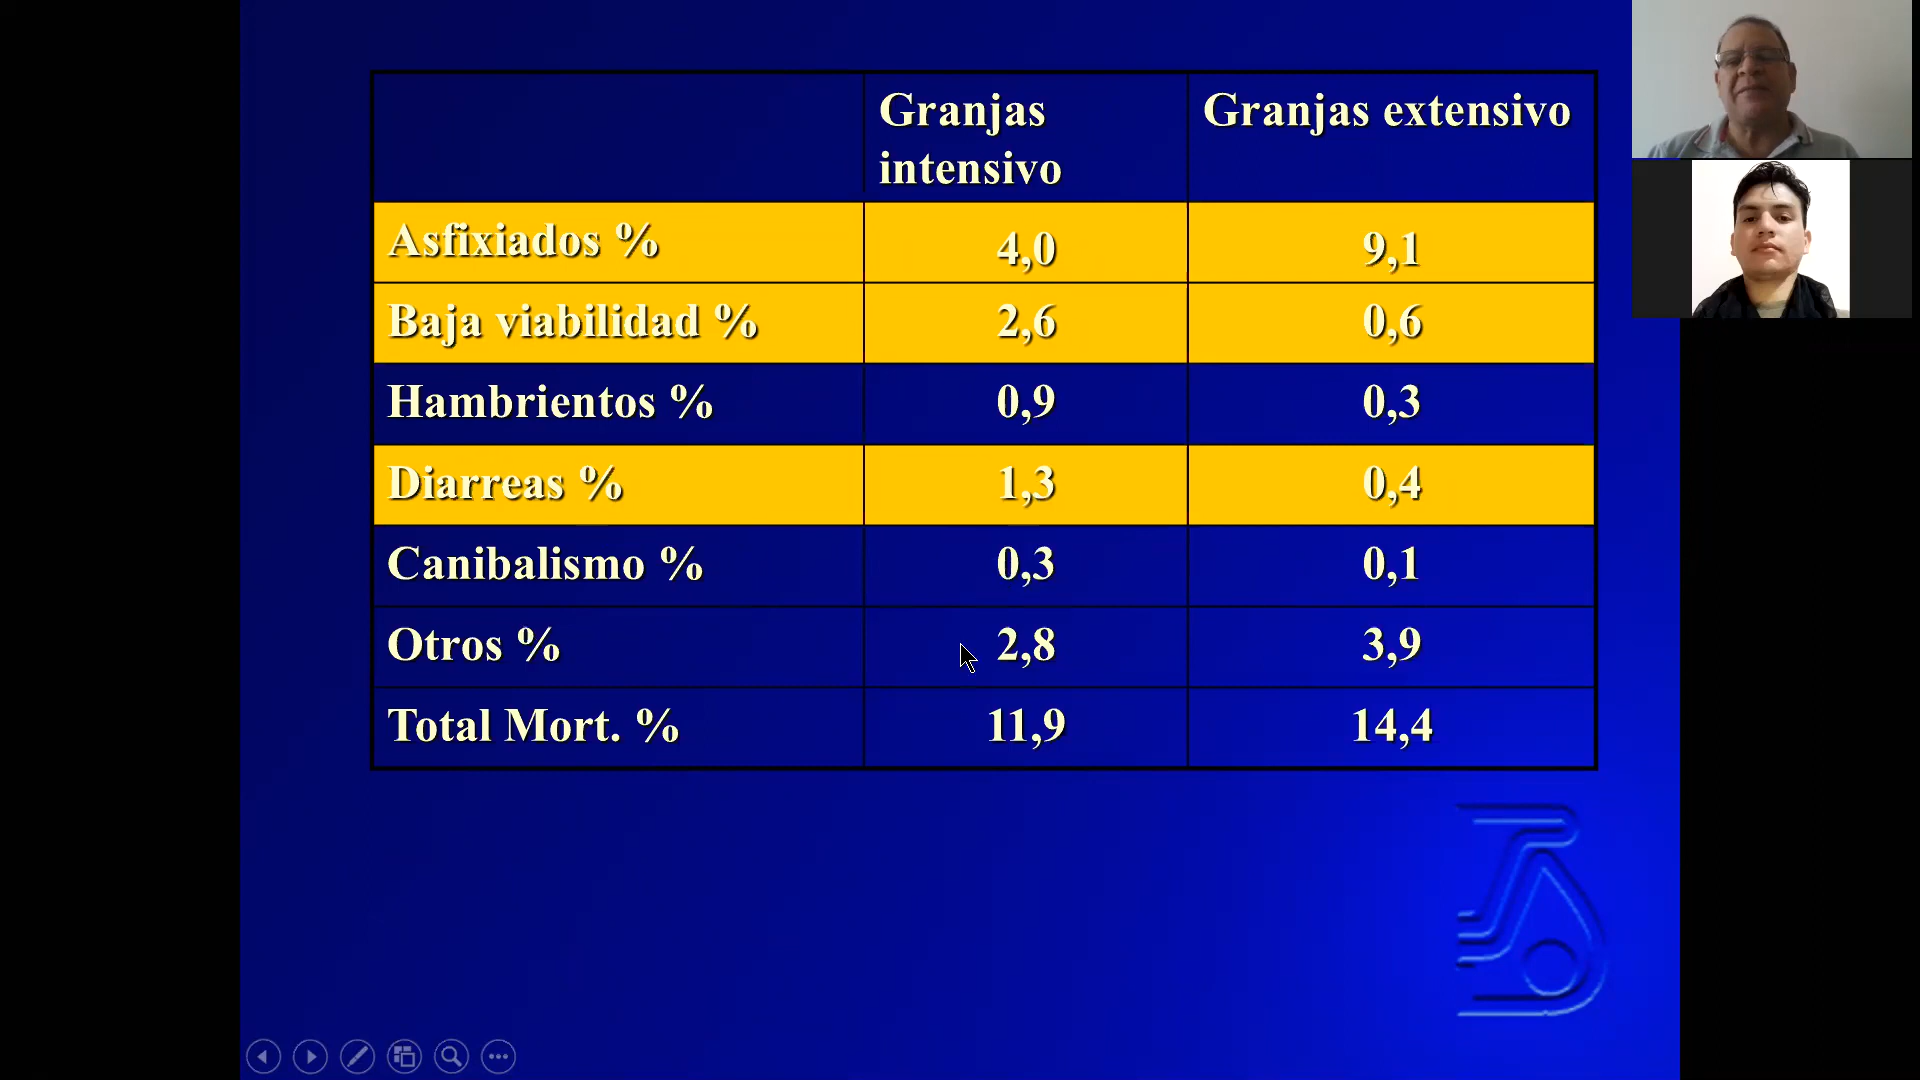 Granjas
intensivo
Granjas extensivo
Asfixiados % 4,0 9,1
Baja viabilidad % 2,6 0,6
Hambrientos % 0,9 0,3
Diarreas % 1,3 0,4
Canibalismo % 0,3 0,1
Otros % 2,8 3,9
Total Mort. % 11,9 14,4